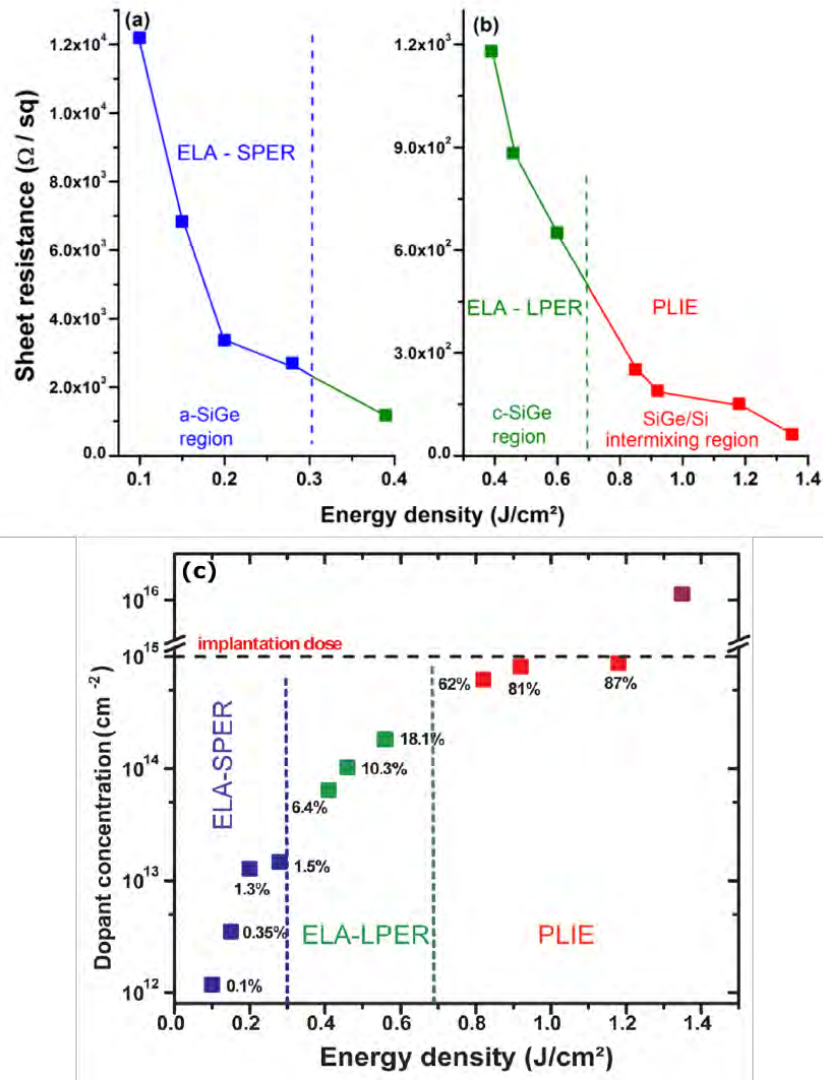 (a)
1.2x10⁴
1.0x10⁴
8.0x10³
6.0x10³
4.0x10³
2.0x10³
0.0
Sheet resistance (Ω / sq)
ELA - SPER
a-SiGe
region
0.1 0.2 0.3 0.4
(b)
1.2x10³
9.0x10²
6.0x10²
3.0x10²
0.0
ELA - LPER
PLIE
c-SiGe
region
SiGe/Si
intermixing region
0.4 0.6 0.8 1.0 1.2 1.4
Energy density (J/cm²)
(c)
10¹⁶
10¹⁵
10¹⁴
10¹³
10¹²
Dopant concentration (cm⁻²)
implantation dose
62%
81%
87%
18.1%
10.3%
6.4%
1.5%
1.3%
0.35%
0.1%
ELA-SPER
ELA-LPER
PLIE
0.0 0.2 0.4 0.6 0.8 1.0 1.2 1.4
Energy density (J/cm²)